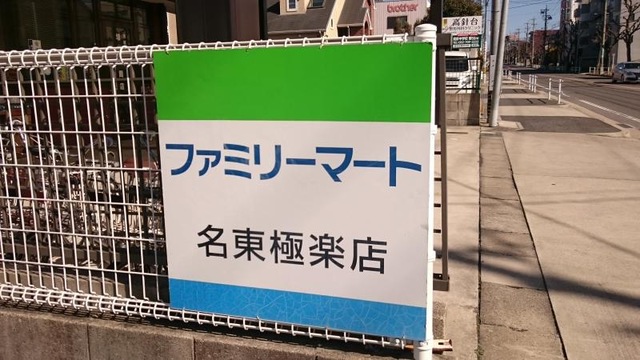 ファミリーマート
名東極楽店
brother
高針台